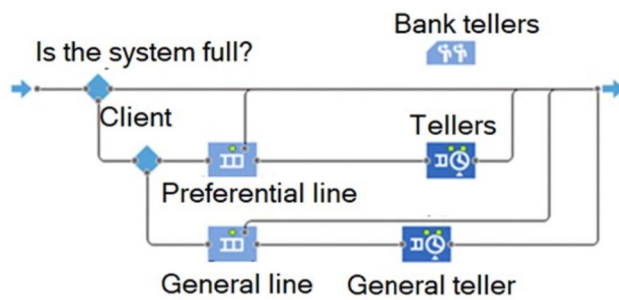 Bank tellers
Is the system full?
Client
Tellers
Preferential line
General line
General teller